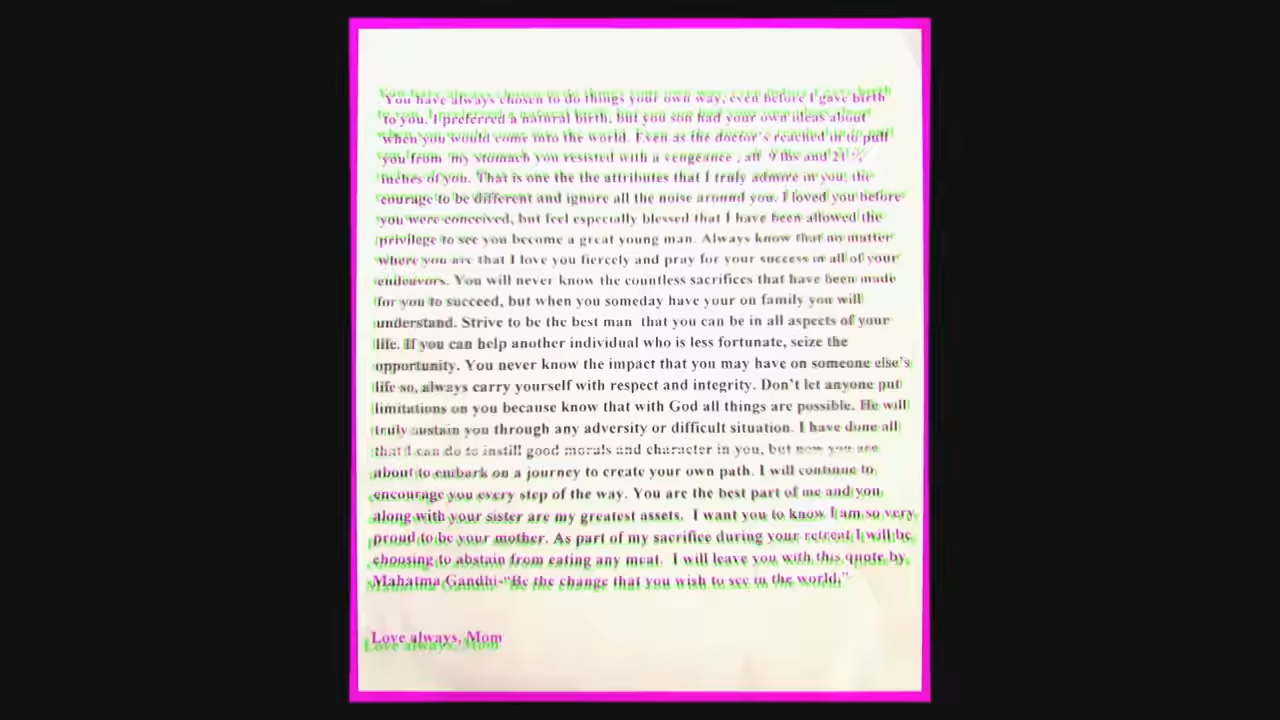 You have always chosen to do things your own way, even before I gave birth
to you. I preferred a natural birth, but you son had your own ideas about
when you would come into the world. Even as the doctor's reached in to pull
you from my stomach you resisted with a vengeance , all 9 lbs and 21 ½
inches of you. That is one the the attributes that I truly admire in you; the
courage to be different and ignore all the noise around you. I loved you before
you were conceived, but feel especially blessed that I have been allowed the
privilege to see you become a great young man. Always know that no matter
where you are that I love you fiercely and pray for your success in all of your
endeavors. You will never know the countless sacrifices that have been made
for you to succeed, but when you someday have your on family you will
understand. Strive to be the best man that you can be in all aspects of your
life. If you can help another individual who is less fortunate, seize the
opportunity. You never know the impact that you may have on someone else's
life so, always carry yourself with respect and integrity. Don't let anyone put
limitations on you because know that with God all things are possible. He will
truly sustain you through any adversity or difficult situation. I have done all
that I can do to instill good morals and character in you, but now you are
about to embark on a journey to create your own path. I will continue to
encourage you every step of the way. You are the best part of me and you
along with your sister are my greatest assets. I want you to know I am so very
proud to be your mother. As part of my sacrifice during your retreat I will be
choosing to abstain from eating any meat. I will leave you with this quote by
Mahatma Gandhi-"Be the change that you wish to see in the world."
Love always, Mom